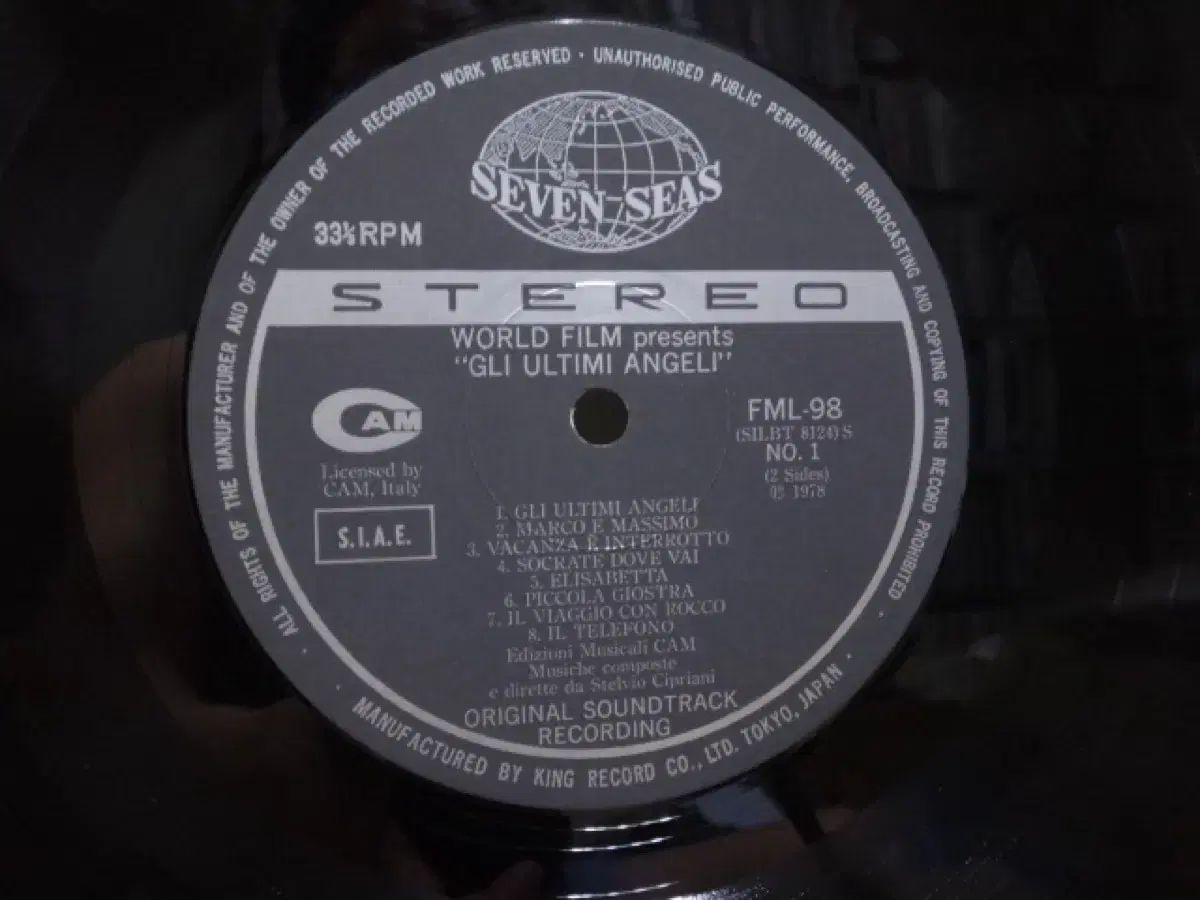 ALL RIGHTS OF THE MANUFACTURER AND OF THE OWNER OF THE RECORDED WORK RESERVED · UNAUTHORISED PUBLIC PERFORMANCE, BROADCASTING AND COPYING OF THIS RECORD PROHIBITED ·
SEVEN SEAS
33⅓RPM
STEREO
WORLD FILM presents
"GLI ULTIMI ANGELI"
CAM
Licensed by
CAM, Italy
S.I.A.E.
FML-98
(SILBT 8124) S
NO. 1
(2 Sides)
Ⓟ 1978
1. GLI ULTIMI ANGELI
2. MARCO E MASSIMO
3. VACANZA E INTERROTTO
4. SOCRATE DOVE VAI
5. ELISABETTA
6. PICCOLA GIOSTRA
7. IL VIAGGIO CON ROCCO
8. IL TELEFONO
Edizioni Musicali CAM
Musiche composte
e dirette da Stelvio Cipriani
ORIGINAL SOUNDTRACK
RECORDING
· MANUFACTURED BY KING RECORD CO., LTD. TOKYO, JAPAN ·